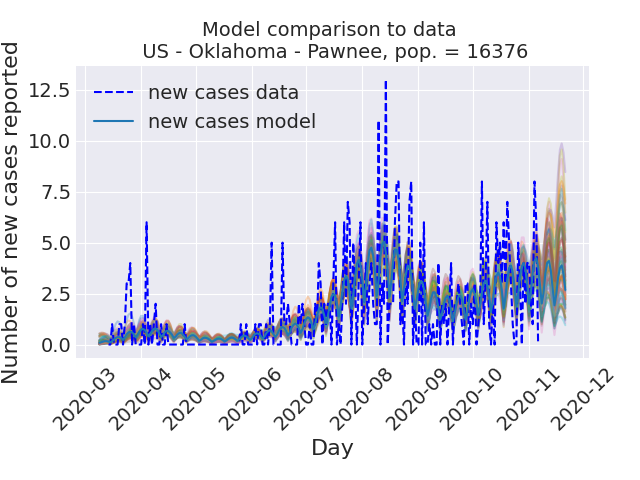 Model comparison to data
US - Oklahoma - Pawnee, pop. = 16376
Number of new cases reported
12.5
10.0
7.5
5.0
2.5
0.0
new cases data
new cases model
2020-03
2020-04
2020-05
2020-06
2020-07
2020-08
2020-09
2020-10
2020-11
2020-12
Day